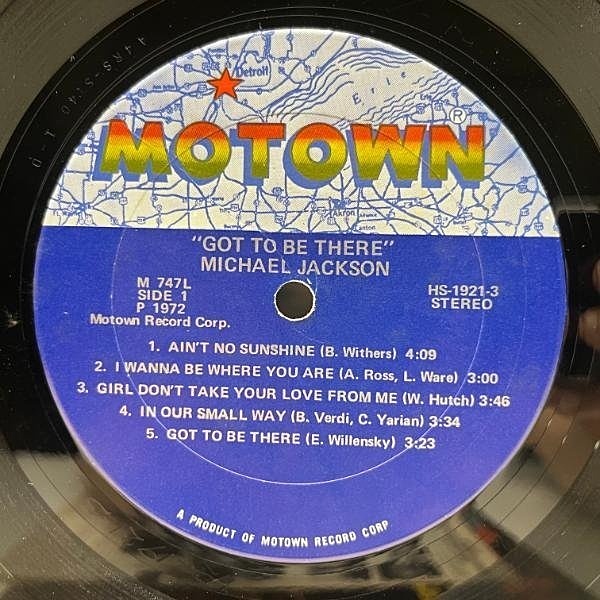 Detroit
Erie
MOTOWN®
Akron
Canton
"GOT TO BE THERE"
MICHAEL JACKSON
M 747L
SIDE 1
P 1972
Motown Record Corp.
HS-1921-3
STEREO
1. AIN'T NO SUNSHINE (B. Withers) 4:09
2. I WANNA BE WHERE YOU ARE (A. Ross, L. Ware) 3:00
3. GIRL DON'T TAKE YOUR LOVE FROM ME (W. Hutch) 3:46
4. IN OUR SMALL WAY (B. Verdi, C. Yarian) 3:34
5. GOT TO BE THERE (E. Willensky) 3:23
A PRODUCT OF MOTOWN RECORD CORP